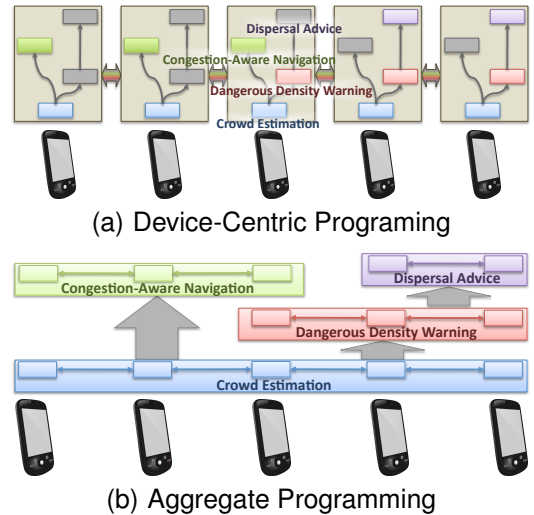 Dispersal Advice
Congestion-Aware Navigation
Dangerous Density Warning
Crowd Estimation
(a) Device-Centric Programing
Dispersal Advice
Congestion-Aware Navigation
Dangerous Density Warning
Crowd Estimation
(b) Aggregate Programming